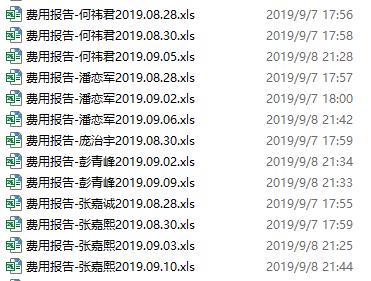 费用报告-何祎君2019.08.28.xls 2019/9/7 17:56
费用报告-何祎君2019.08.30.xls 2019/9/7 17:58
费用报告-何祎君2019.09.05.xls 2019/9/8 21:28
费用报告-潘恋军2019.08.28.xls 2019/9/7 17:57
费用报告-潘恋军2019.09.02.xls 2019/9/7 18:00
费用报告-潘恋军2019.09.06.xls 2019/9/8 21:42
费用报告-庞治宇2019.08.30.xls 2019/9/7 17:59
费用报告-彭青峰2019.09.02.xls 2019/9/8 21:34
费用报告-彭青峰2019.09.09.xls 2019/9/8 21:33
费用报告-张嘉诚2019.08.28.xls 2019/9/7 17:55
费用报告-张嘉熙2019.08.30.xls 2019/9/7 17:59
费用报告-张嘉熙2019.09.03.xls 2019/9/8 21:25
费用报告-张嘉熙2019.09.10.xls 2019/9/8 21:44